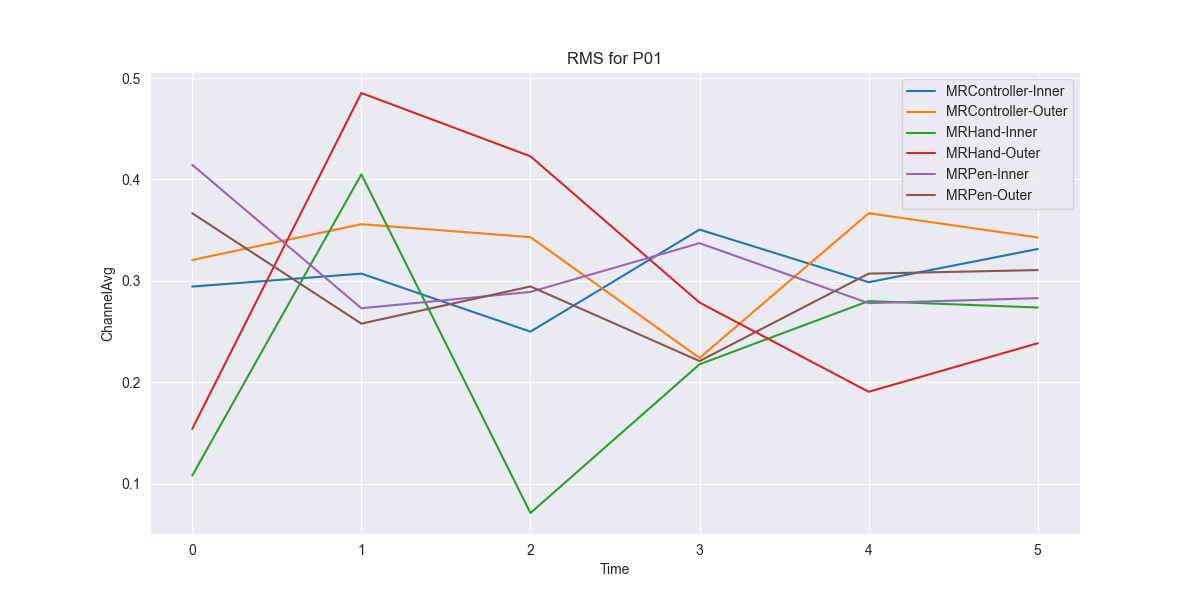 RMS for P01
0.5
0.4
0.3
0.2
0.1
ChannelAvg
MRController-Inner
MRController-Outer
MRHand-Inner
MRHand-Outer
MRPen-Inner
MRPen-Outer
0 1 2 3 4 5
Time